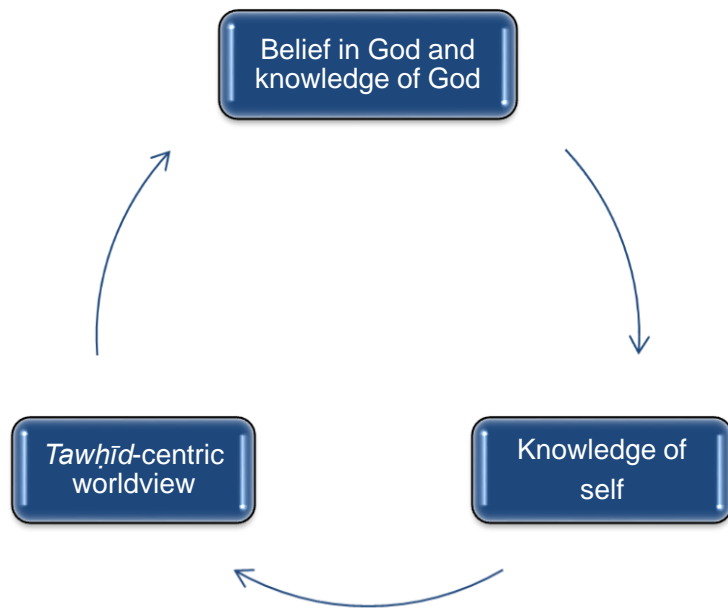 Belief in God and
knowledge of God
Tawḥīd-centric
worldview
Knowledge of
self